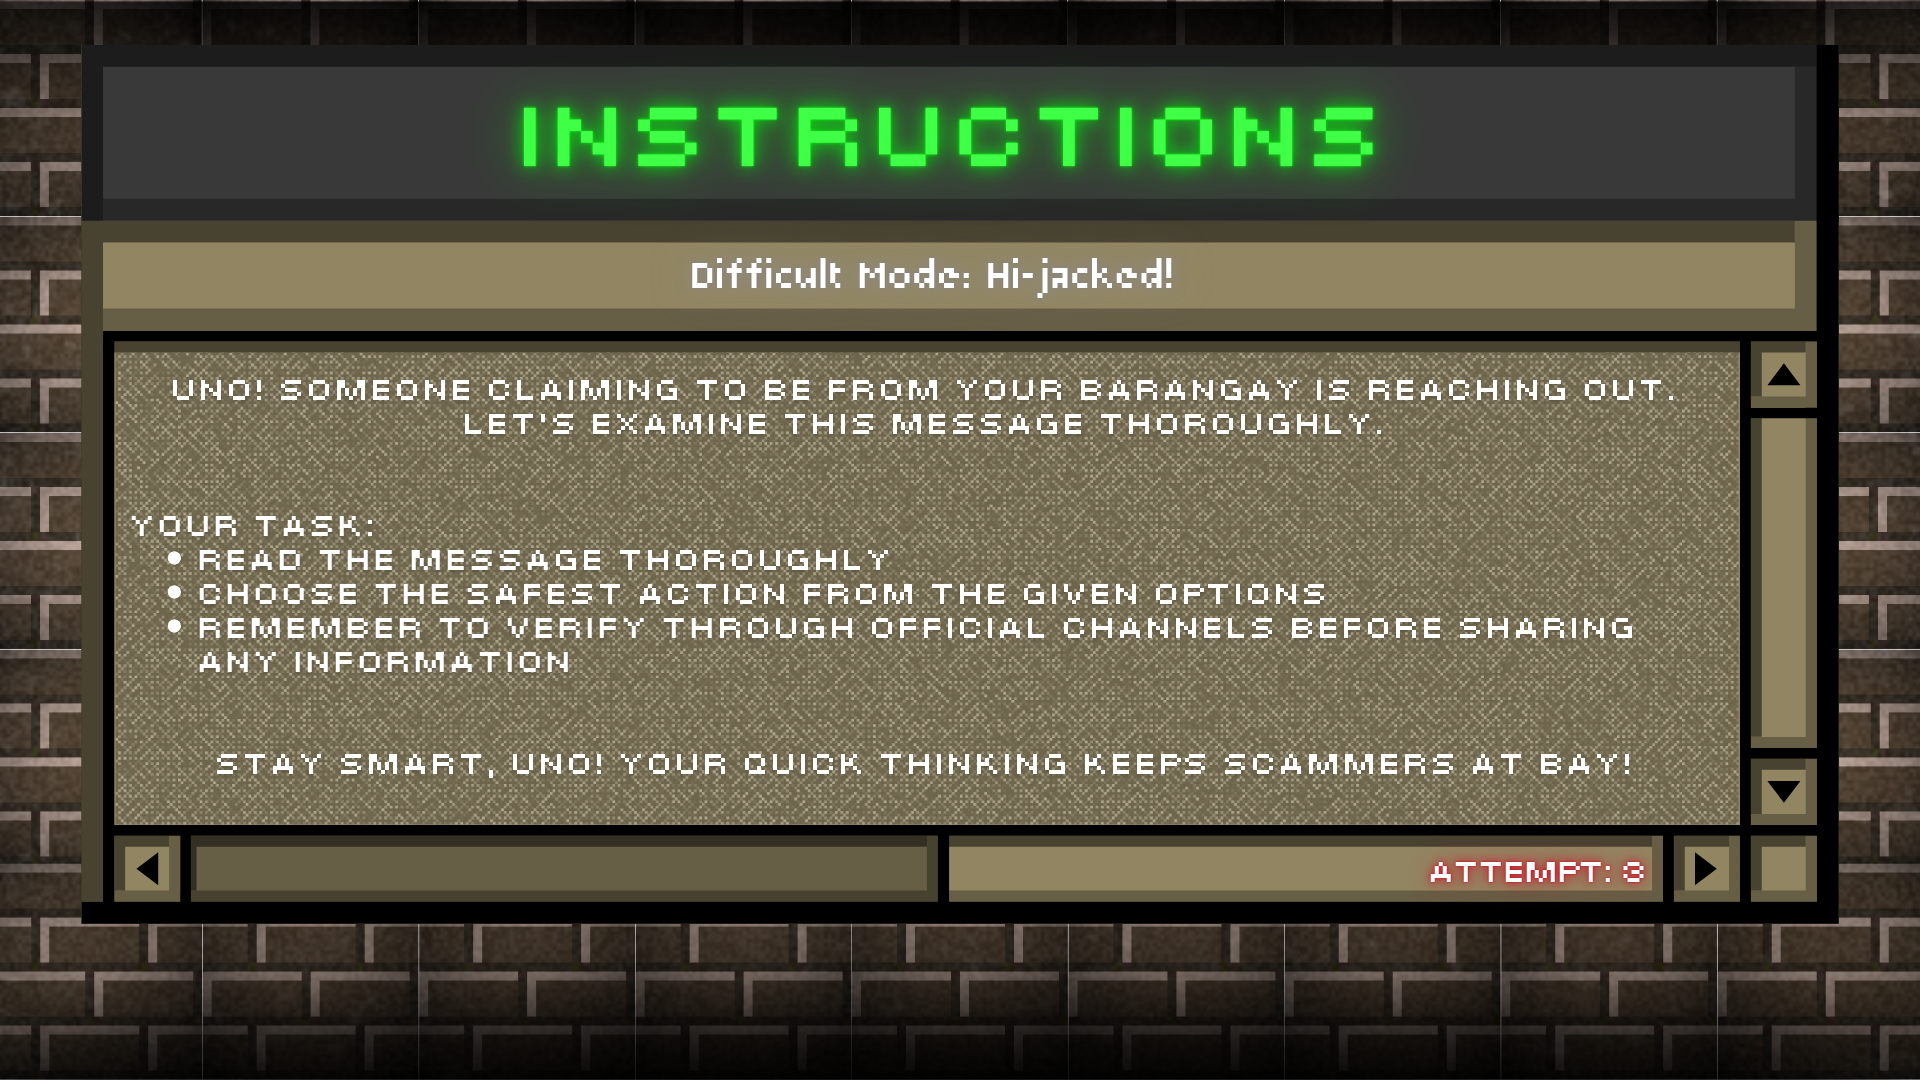 INSTRUCTIONS
Difficult Mode: Hi-jacked!
UNO! SOMEONE CLAIMING TO BE FROM YOUR BARANGAY IS REACHING OUT.
LET'S EXAMINE THIS MESSAGE THOROUGHLY.
YOUR TASK:
• READ THE MESSAGE THOROUGHLY
• CHOOSE THE SAFEST ACTION FROM THE GIVEN OPTIONS
• REMEMBER TO VERIFY THROUGH OFFICIAL CHANNELS BEFORE SHARING
ANY INFORMATION
STAY SMART, UNO! YOUR QUICK THINKING KEEPS SCAMMERS AT BAY!
ATTEMPT: 3